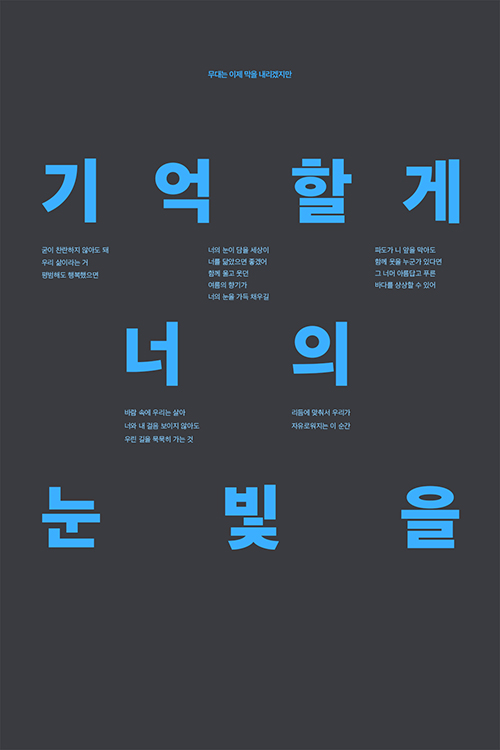 무대는 이제 막을 내리겠지만
기억할게
굳이 찬란하지 않아도 돼
우리 삶이라는 거
평범해도 행복했으면
너의 눈이 담을 세상이
너를 닮았으면 좋겠어
함께 울고 웃던
여름의 향기가
너의 눈을 가득 채우길
파도가 니 앞을 막아도
함께 웃을 누군가 있다면
그 너머 아름답고 푸른
바다를 상상할 수 있어
너의
바람 속에 우리는 살아
너와 내 걸음 보이지 않아도
우린 길을 묵묵히 가는 것
리듬에 맞춰서 우리가
자유로워지는 이 순간
눈빛을